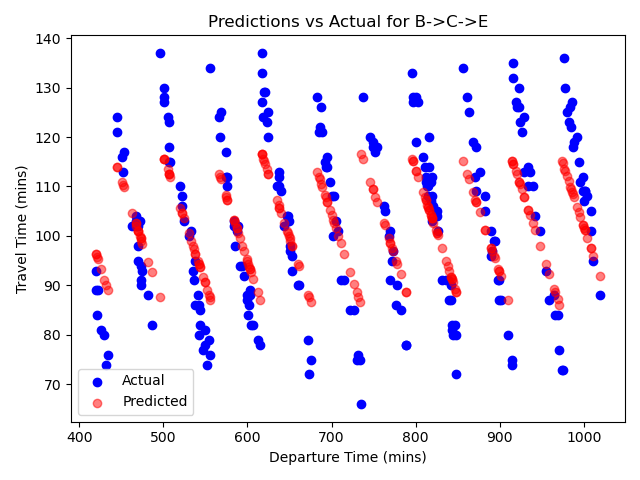 Predictions vs Actual for B->C->E
Travel Time (mins)
140
130
120
110
100
90
80
70
Actual
Predicted
400 500 600 700 800 900 1000
Departure Time (mins)